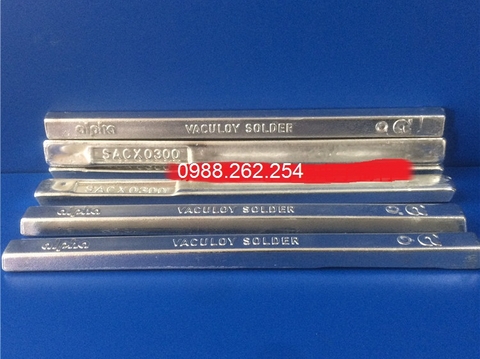 alpha VACULOY SOLDER
SACX0300
0988.262.254
SACX0300
alpha VACULOY SOLDER
alpha VACULOY SOLDER